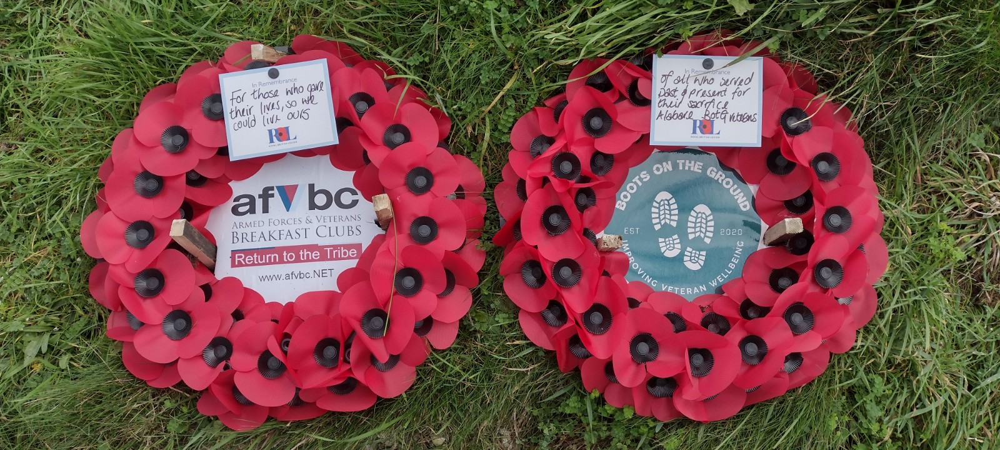 In Remembrance
For those who gave
their lives, so we
could live ours
RBL
ROYAL BRITISH LEGION
afvbc
ARMED FORCES & VETERANS
BREAKFAST CLUBS
Return to the Tribe
www.afvbc.NET
In Remembrance
of all who served
past & present for
their sacrifice
Alabare BotG veterans
RBL
ROYAL BRITISH LEGION
BOOTS ON THE GROUND
EST 2020
IMPROVING VETERAN WELLBEING